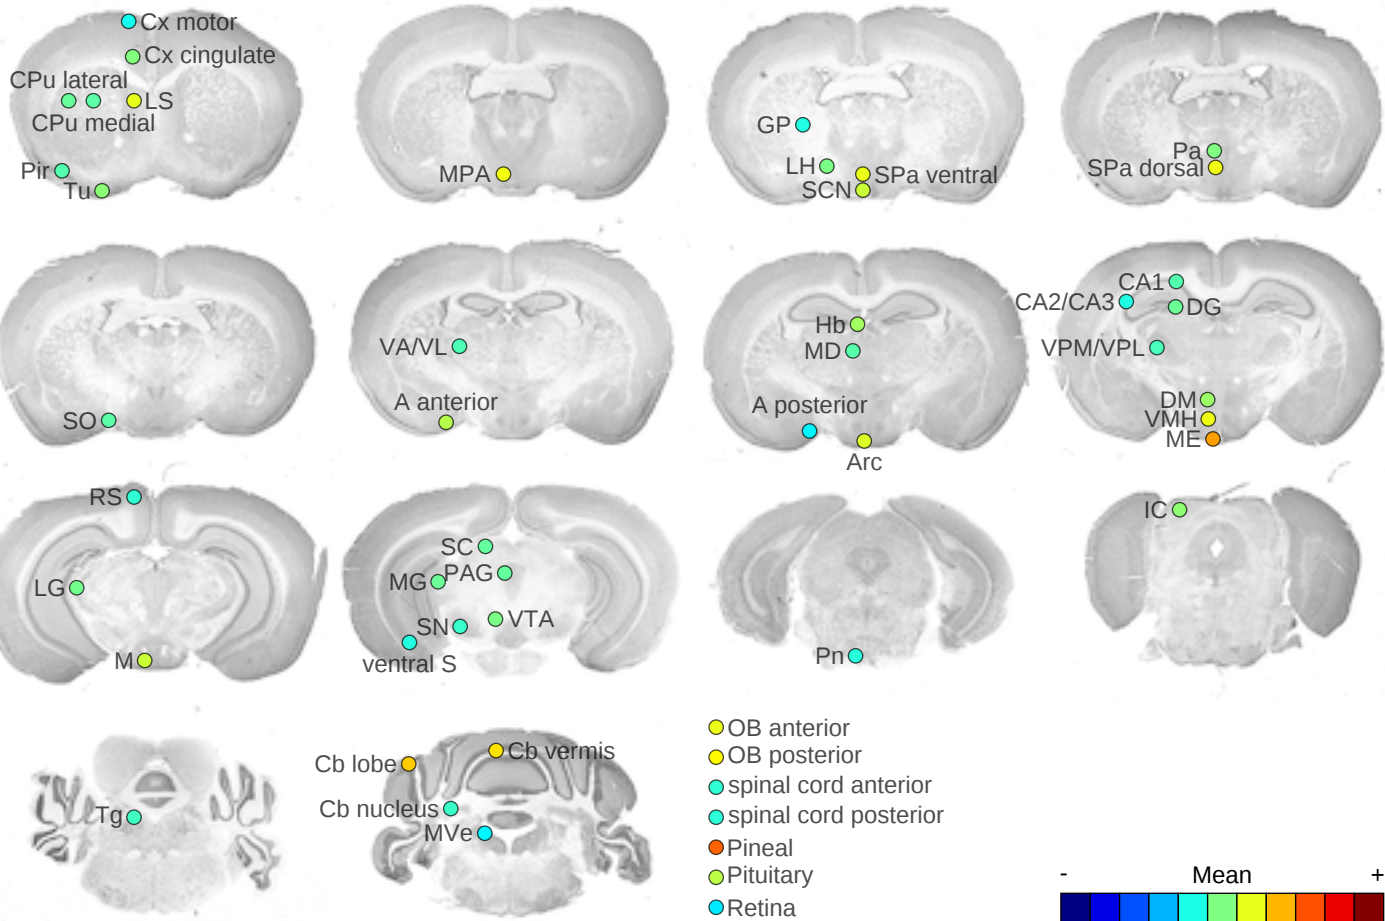 Cx motor
Cx cingulate
CPu lateral
LS
CPu medial
Pir
Tu
MPA
GP
LH
SPa ventral
SCN
Pa
SPa dorsal
SO
VA/VL
A anterior
Hb
MD
A posterior
Arc
CA1
CA2/CA3
DG
VPM/VPL
DM
VMH
ME
RS
LG
M
SC
PAG
MG
VTA
SN
ventral S
Pn
IC
Tg
Cb lobe
Cb vermis
Cb nucleus
MVe
OB anterior
OB posterior
spinal cord anterior
spinal cord posterior
Pineal
Pituitary
Retina
- Mean +